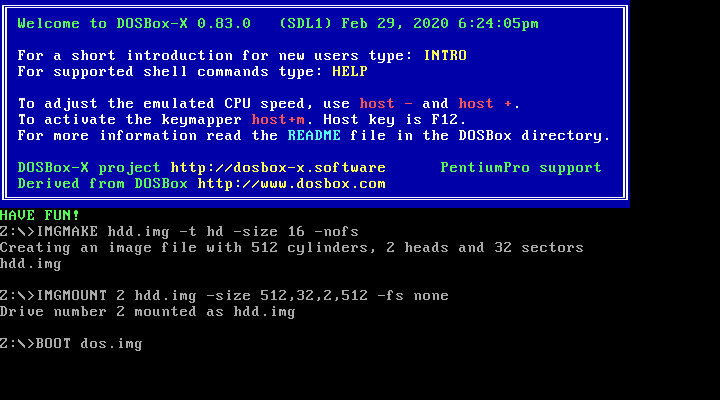 Welcome to DOSBox-X 0.83.0 (SDL1) Feb 29, 2020 6:24:05pm
For a short introduction for new users type: INTRO
For supported shell commands type: HELP
To adjust the emulated CPU speed, use host - and host +.
To activate the keymapper host+m. Host key is F12.
For more information read the README file in the DOSBox directory.
DOSBox-X project http://dosbox-x.software PentiumPro support
Derived from DOSBox http://www.dosbox.com
HAVE FUN!
Z:\>IMGMAKE hdd.img -t hd -size 16 -nofs
Creating an image file with 512 cylinders, 2 heads and 32 sectors
hdd.img
Z:\>IMGMOUNT 2 hdd.img -size 512,32,2,512 -fs none
Drive number 2 mounted as hdd.img
Z:\>BOOT dos.img